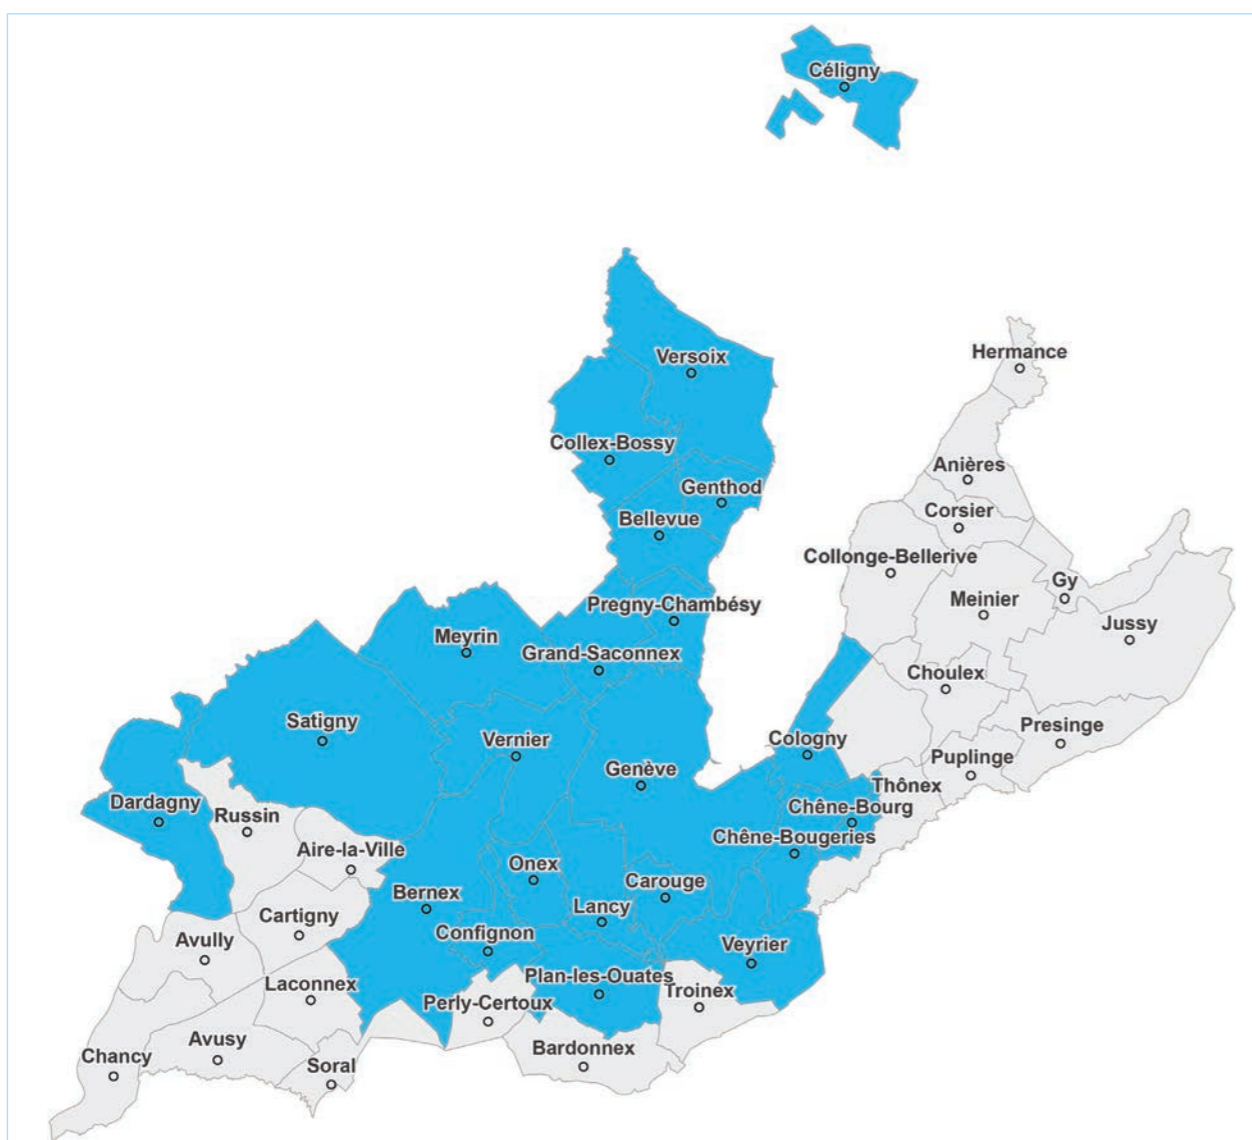 Céligny
Hermance
Versoix
Collex-Bossy
Anières
Genthod
Corsier
Bellevue
Collonge-Bellerive
Gy
Meinier
Pregny-Chambésy
Jussy
Meyrin
Grand-Saconnex
Choulex
Satigny
Presinge
Vernier
Cologny
Puplinge
Genève
Thônex
Dardagny
Chêne-Bourg
Russin
Chêne-Bougeries
Aire-la-Ville
Onex
Carouge
Bernex
Lancy
Cartigny
Confignon
Avully
Veyrier
Plan-les-Ouates
Laconnex
Troinex
Perly-Certoux
Avusy
Bardonnex
Chancy
Soral